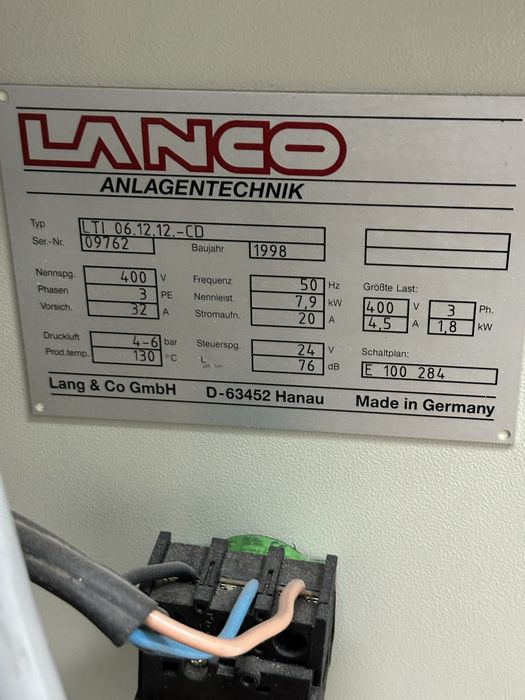 LANCO
ANLAGENTECHNIK
Typ LTI 06.12.12.-CD
Ser.-Nr. 09762 Baujahr 1998
Nennspg. 400 V Frequenz 50 Hz Größte Last:
Phasen 3 PE Nennleist. 7,9 kW 400 V 3 Ph.
Vorsich. 32 A Stromaufn. 20 A 4,5 A 1,8 kW
Druckluft 4-6 bar Steuerspg. 24 V Schaltplan:
Prod.temp. 130 °C L 76 dB E 100 284
Lang & Co GmbH D-63452 Hanau Made in Germany